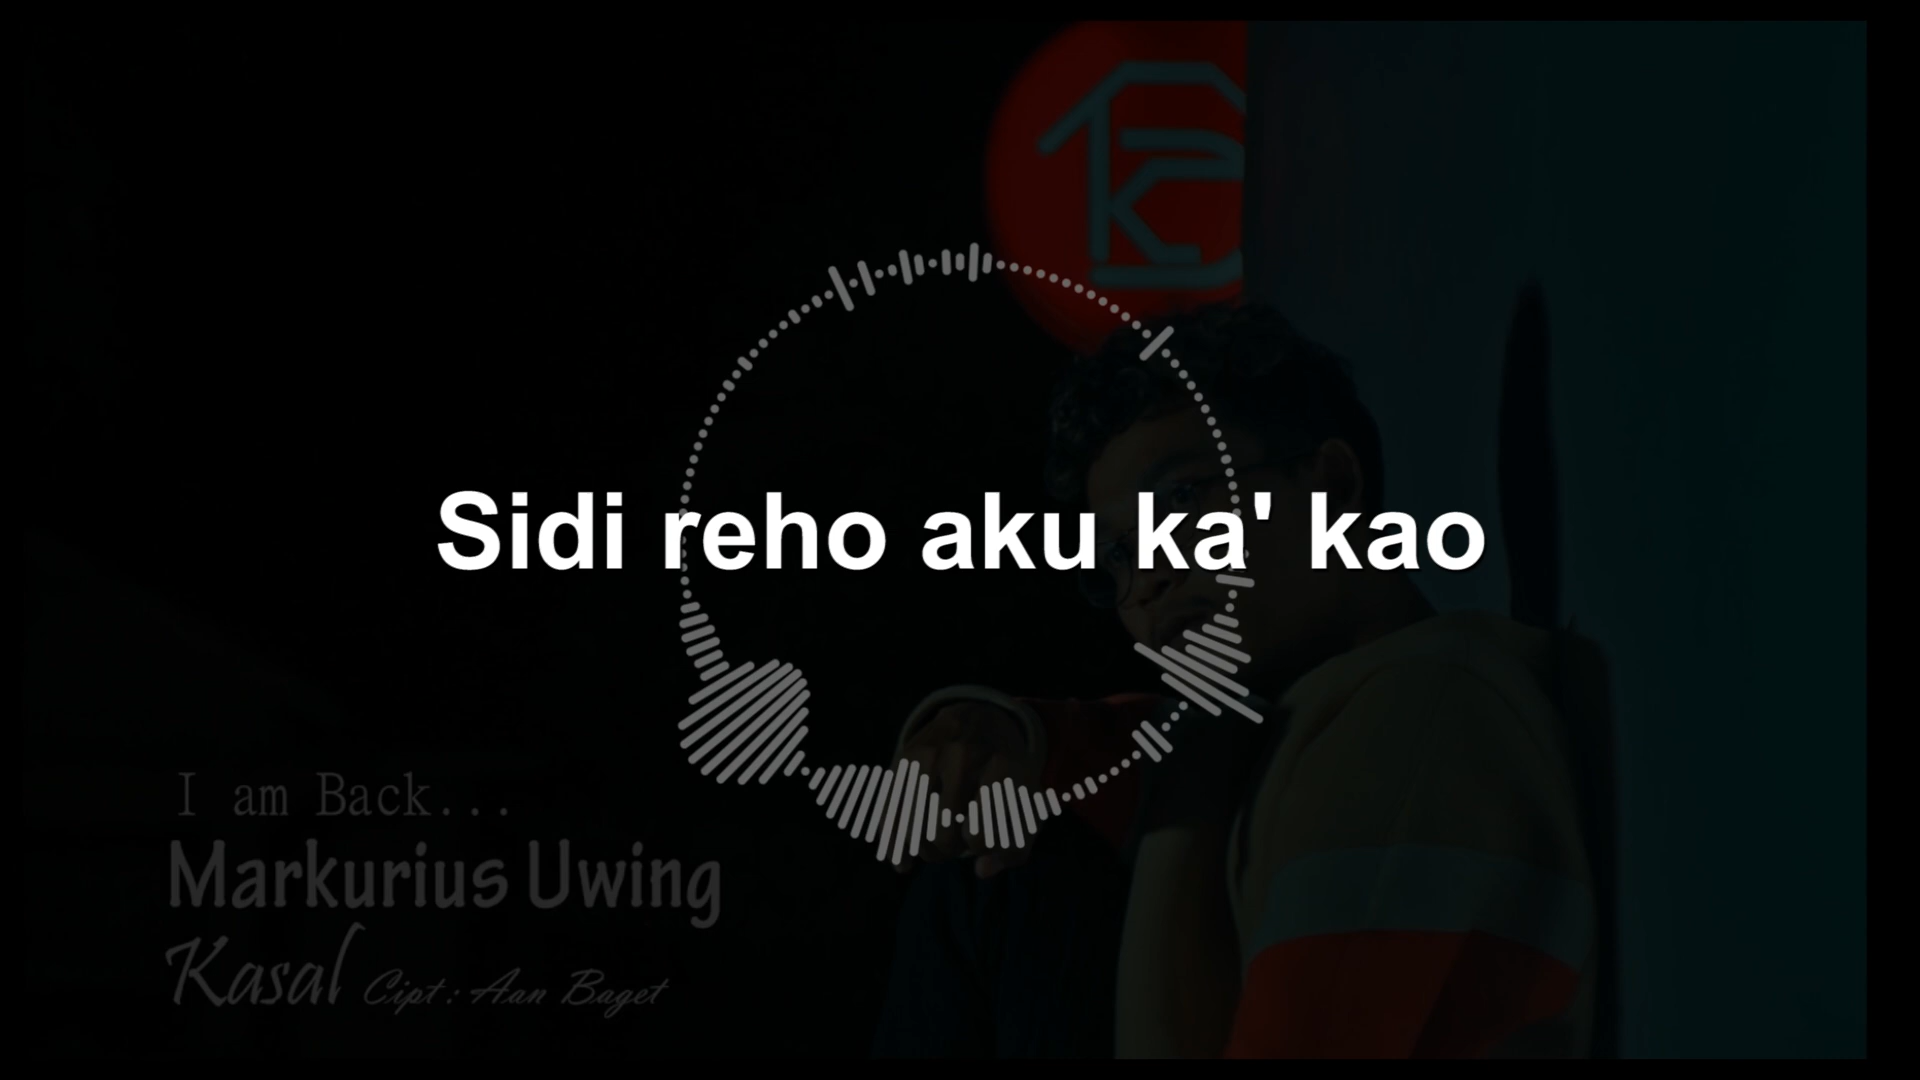 Sidi reho aku ka' kao
I am Back...
Markurius Uwing
Kasal Cipt : Aan Baget